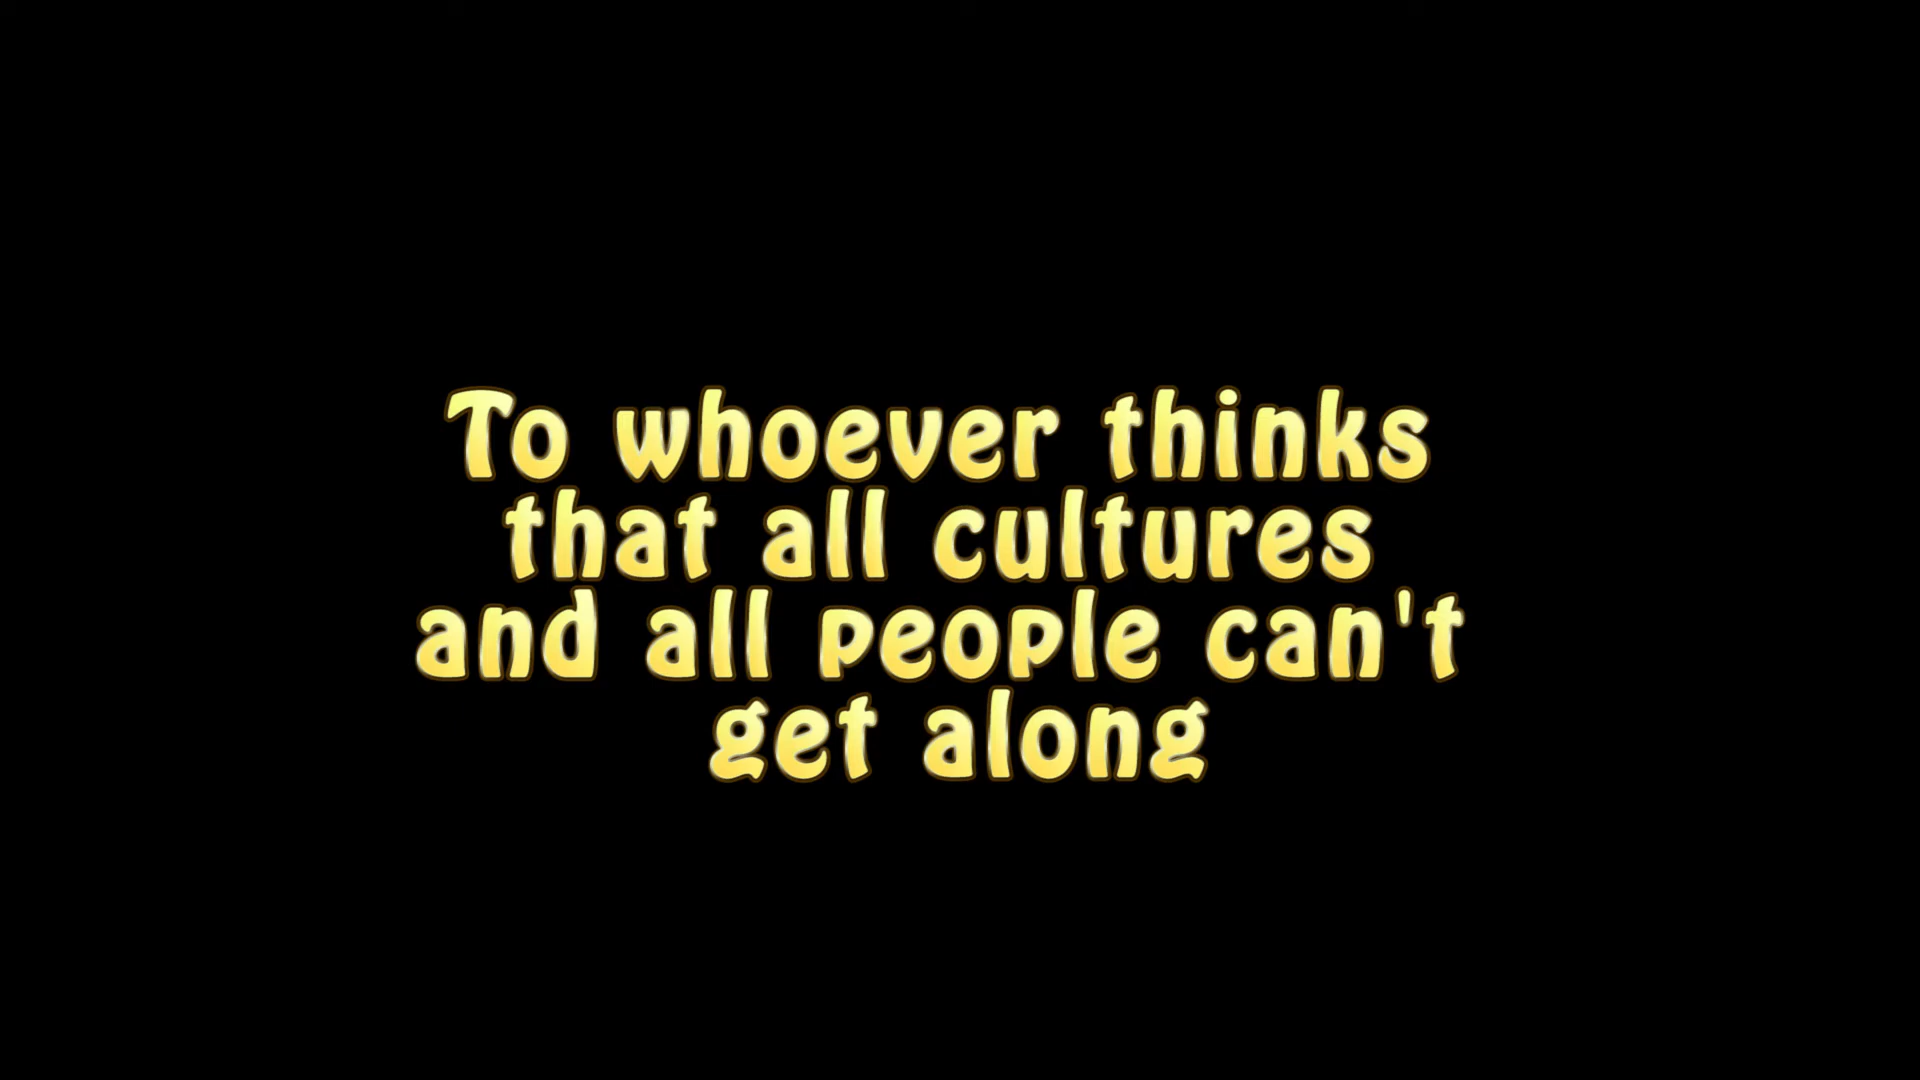 To whoever thinks
that all cultures
and all people can't
get along